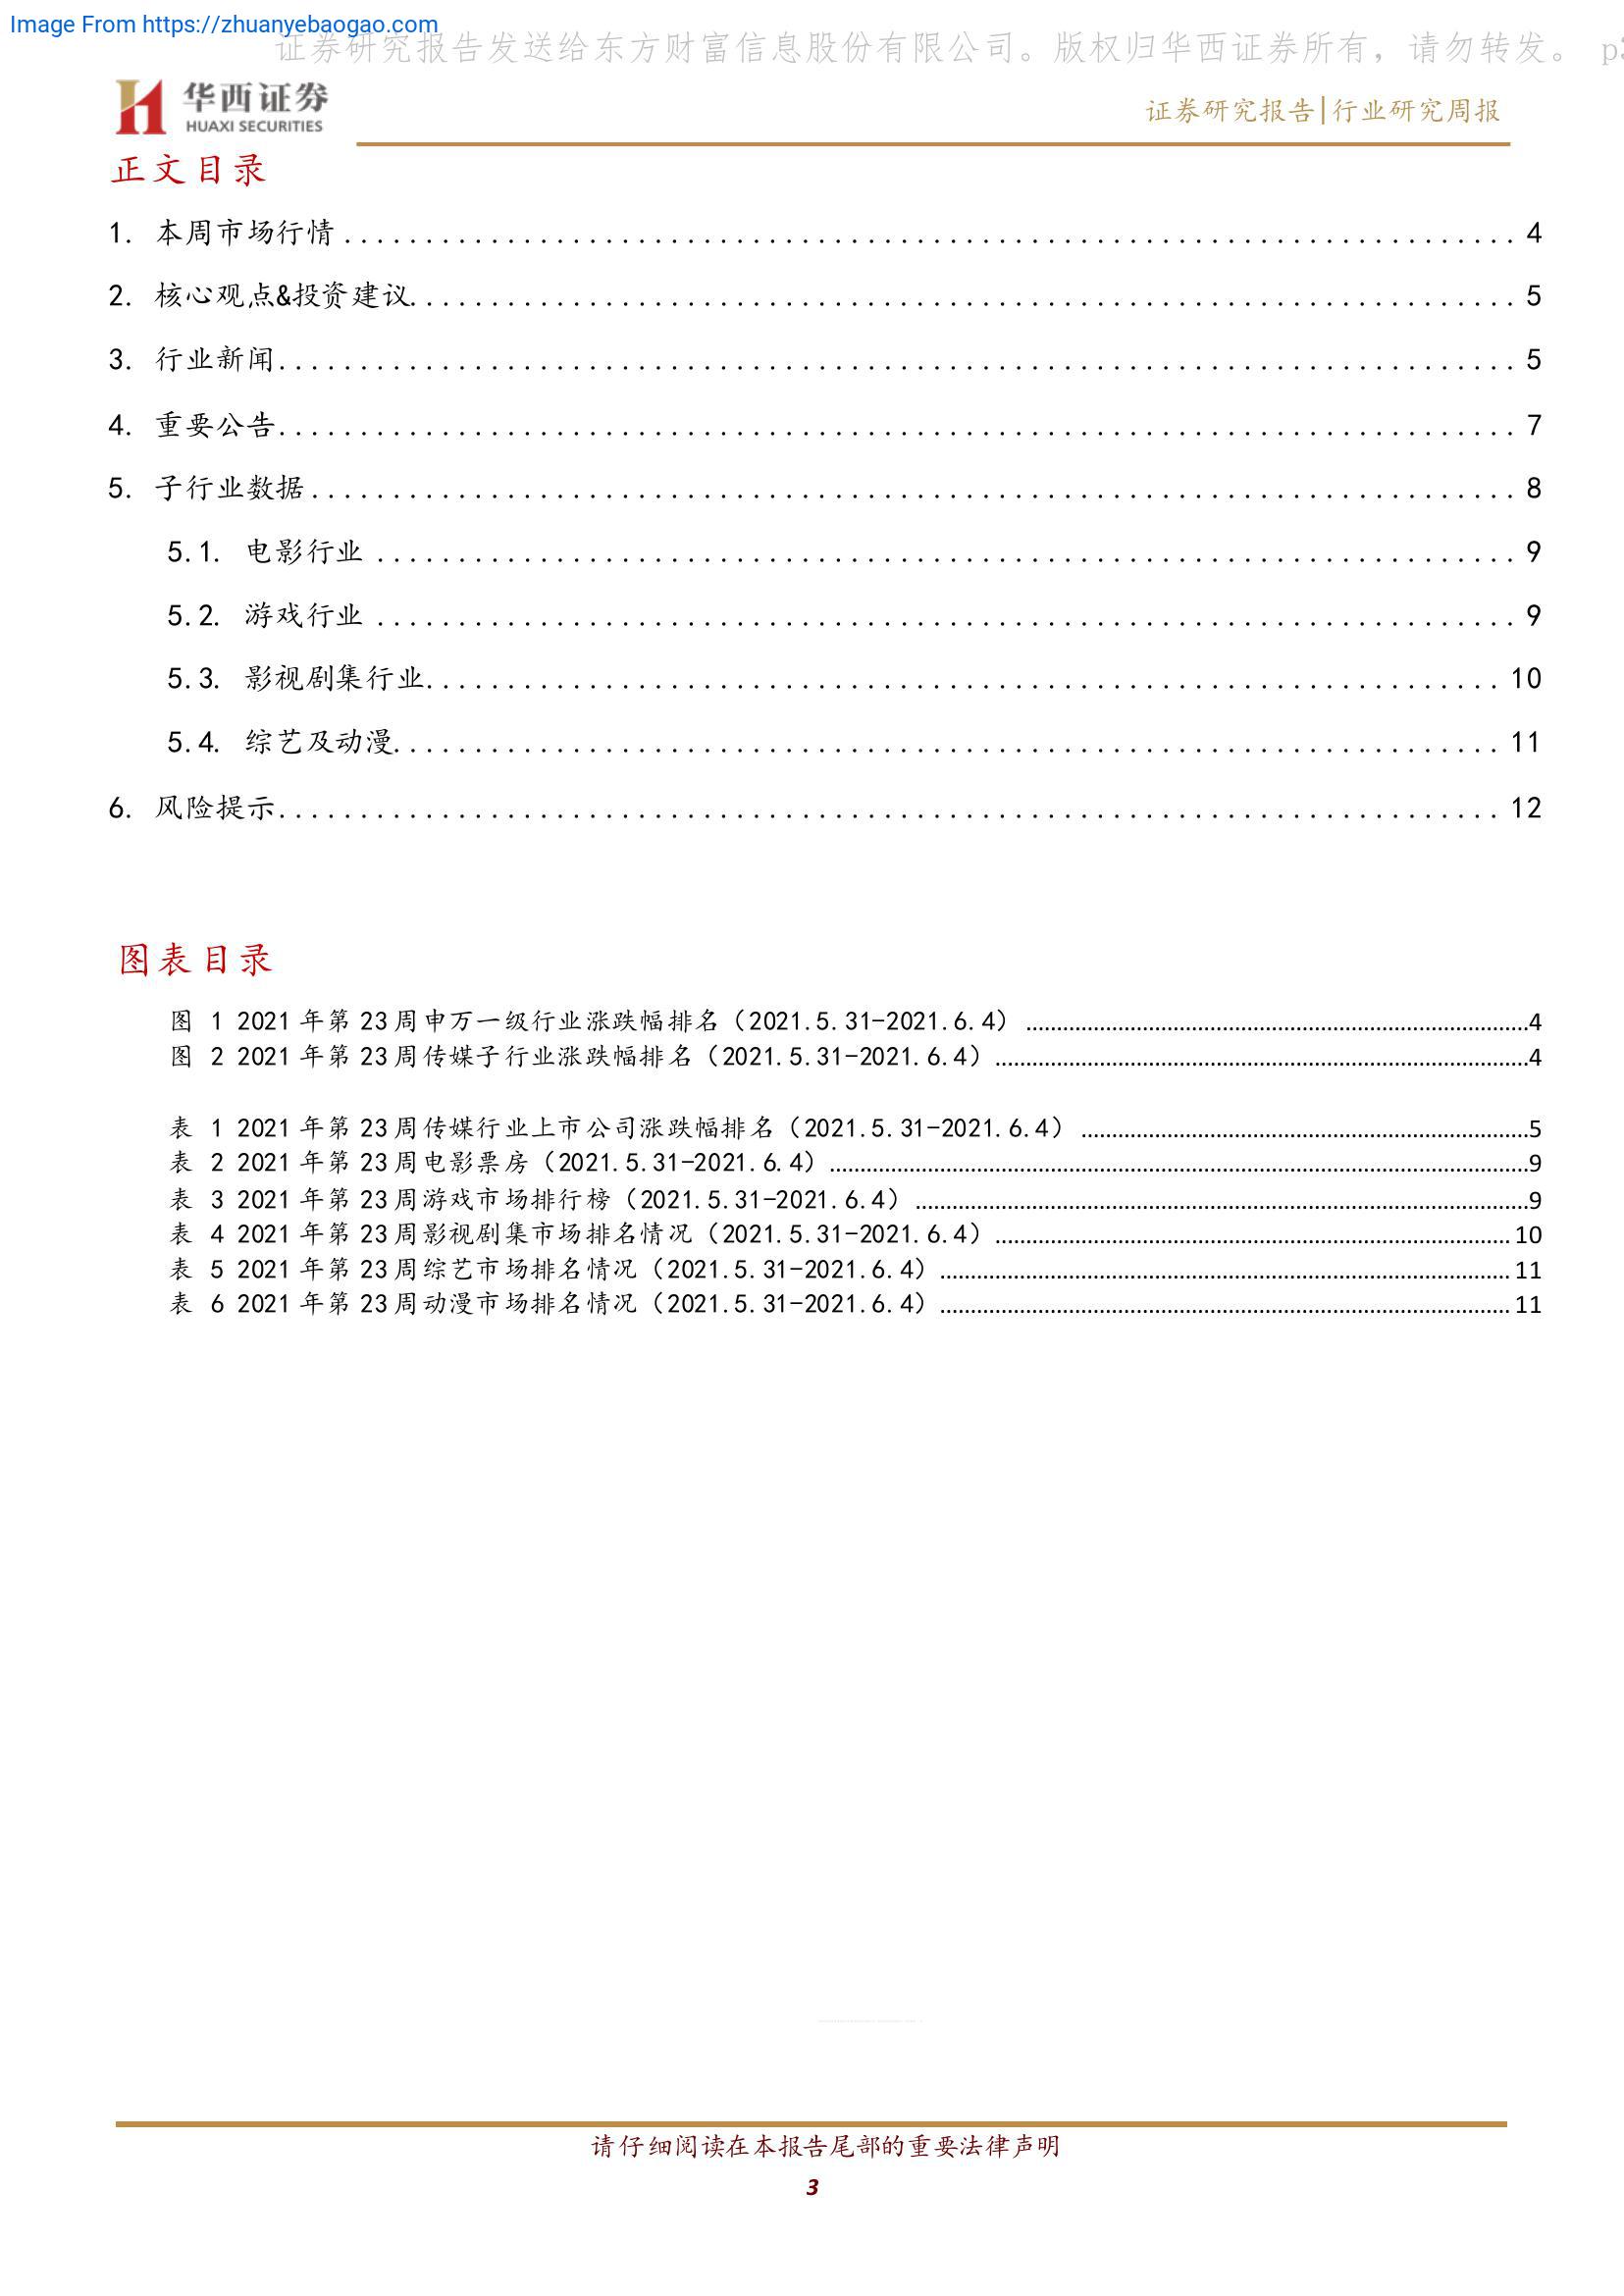 Image From https://zhuanyebaogao.com
证券研究报告发送给东方财富信息股份有限公司。版权归华西证券所有，请勿转发。 p3
华西证券
HUAXI SECURITIES
证券研究报告|行业研究周报
正文目录
1. 本周市场行情 ........................................................................ 4
2. 核心观点&投资建议.................................................................... 5
3. 行业新闻............................................................................ 5
4. 重要公告............................................................................ 7
5. 子行业数据.......................................................................... 8
5.1. 电影行业 ...................................................................... 9
5.2. 游戏行业 ...................................................................... 9
5.3. 影视剧集行业.................................................................. 10
5.4. 综艺及动漫.................................................................... 11
6. 风险提示........................................................................... 12
图表目录
图 1 2021 年第 23 周申万一级行业涨跌幅排名（2021.5.31-2021.6.4） ........................................4
图 2 2021 年第 23 周传媒子行业涨跌幅排名（2021.5.31-2021.6.4） ..........................................4
表 1 2021 年第 23 周传媒行业上市公司涨跌幅排名（2021.5.31-2021.6.4） ....................................5
表 2 2021 年第 23 周电影票房（2021.5.31-2021.6.4） ......................................................9
表 3 2021 年第 23 周游戏市场排行榜（2021.5.31-2021.6.4） ................................................9
表 4 2021 年第 23 周影视剧集市场排名情况（2021.5.31-2021.6.4） ......................................... 10
表 5 2021 年第 23 周综艺市场排名情况（2021.5.31-2021.6.4） ............................................. 11
表 6 2021 年第 23 周动漫市场排名情况（2021.5.31-2021.6.4） ............................................. 11
请仔细阅读在本报告尾部的重要法律声明
3